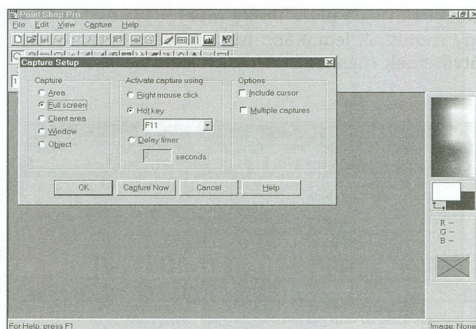 Paint Shop Pro
File Edit View Capture Help
Capture Setup
Capture
Area
Full screen
Client area
Window
Object
Activate capture using
Right mouse click
Hot key
F11
Delay timer
seconds
Options
Include cursor
Multiple captures
OK
Capture Now
Cancel
Help
R –
G –
B –
For Help, press F1
Image: None